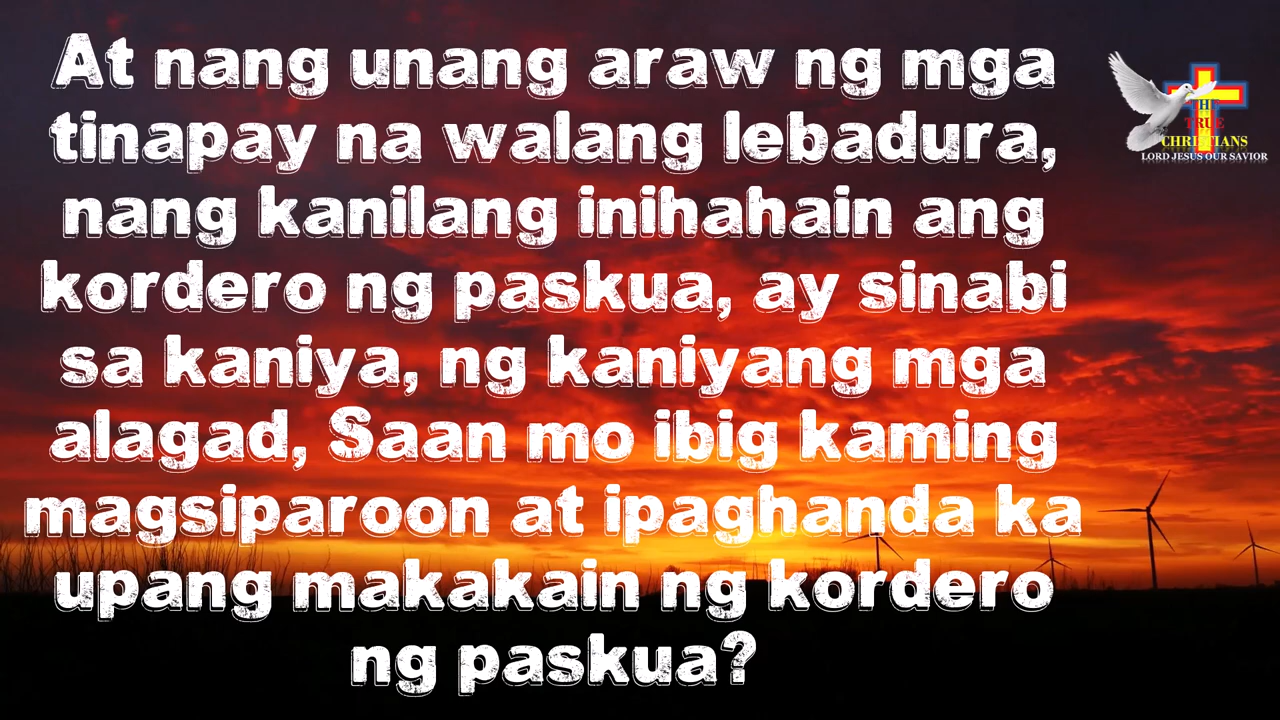 At nang unang araw ng mga
tinapay na walang lebadura,
nang kanilang inihahain ang
kordero ng paskua, ay sinabi
sa kaniya, ng kaniyang mga
alagad, Saan mo ibig kaming
magsiparoon at ipaghanda ka
upang makakain ng kordero
ng paskua?
THE
TRUE
CHRISTIANS
LORD JESUS OUR SAVIOR